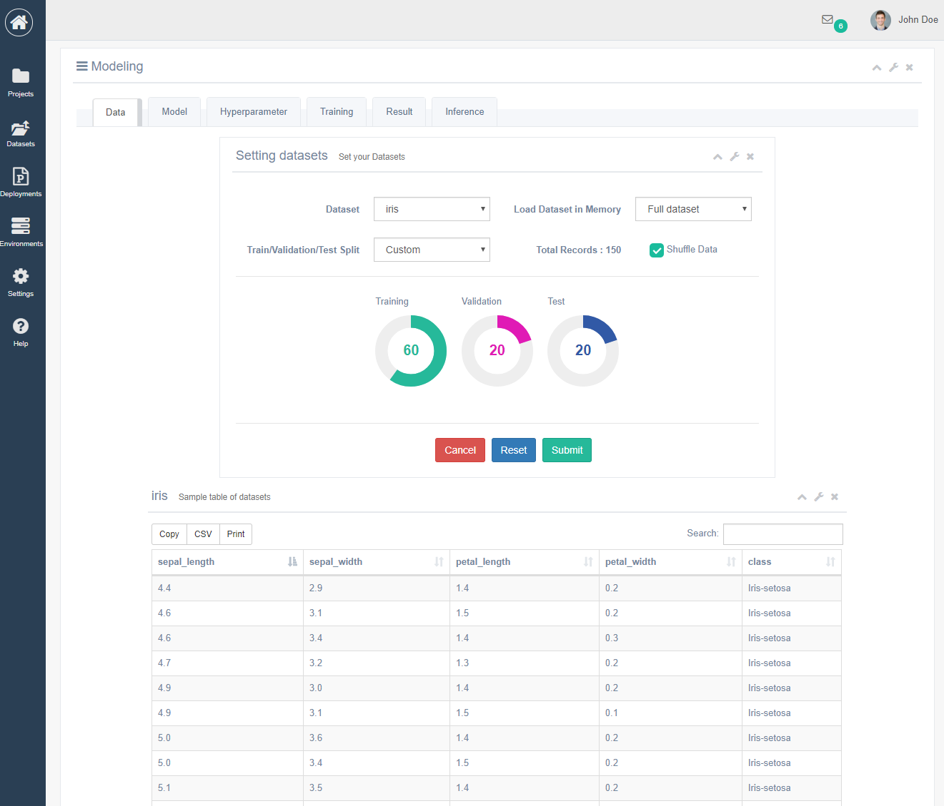 6
John Doe
Projects
Datasets
Deployments
Environments
Settings
Help
Modeling
Data Model Hyperparameter Training Result Inference
Setting datasets Set your Datasets
Dataset iris Load Dataset in Memory Full dataset
Train/Validation/Test Split Custom Total Records : 150 Shuffle Data
Training Validation Test
60 20 20
Cancel Reset Submit
iris Sample table of datasets
Copy CSV Print Search:
sepal_length sepal_width petal_length petal_width class
4.4 2.9 1.4 0.2 Iris-setosa
4.6 3.1 1.5 0.2 Iris-setosa
4.6 3.4 1.4 0.3 Iris-setosa
4.7 3.2 1.3 0.2 Iris-setosa
4.9 3.0 1.4 0.2 Iris-setosa
4.9 3.1 1.5 0.1 Iris-setosa
5.0 3.6 1.4 0.2 Iris-setosa
5.0 3.4 1.5 0.2 Iris-setosa
5.1 3.5 1.4 0.2 Iris-setosa